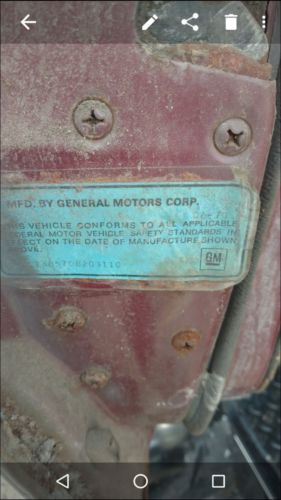 MFD. BY GENERAL MOTORS CORP.
THIS VEHICLE CONFORMS TO ALL APPLICABLE
FEDERAL MOTOR VEHICLE SAFETY STANDARDS IN
EFFECT ON THE DATE OF MANUFACTURE SHOWN
ABOVE.
GM